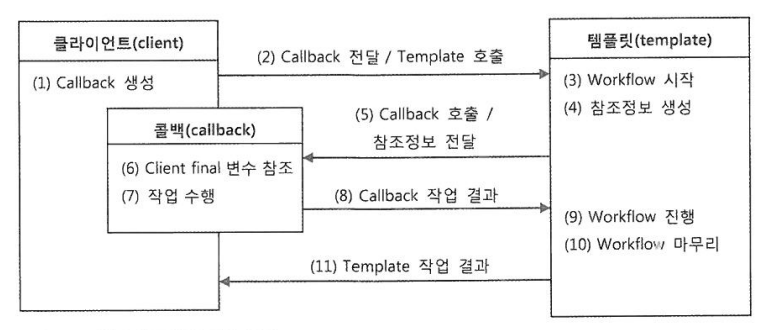 클라이언트(client)
(1) Callback 생성
(2) Callback 전달 / Template 호출
템플릿(template)
(3) Workflow 시작
(4) 참조정보 생성
(5) Callback 호출 /
참조정보 전달
콜백(callback)
(6) Client final 변수 참조
(7) 작업 수행
(8) Callback 작업 결과
(9) Workflow 진행
(10) Workflow 마무리
(11) Template 작업 결과